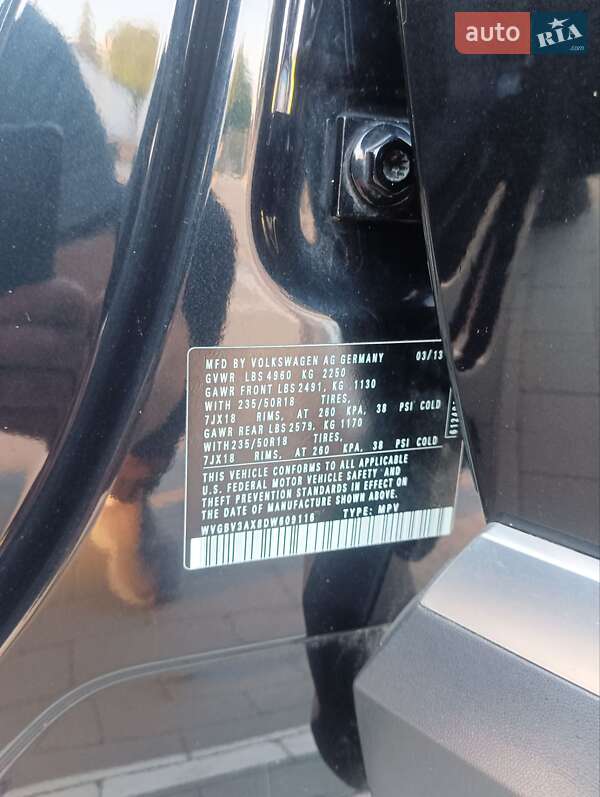 auto RIA .com
MFD BY VOLKSWAGEN AG GERMANY 03/13
GVWR LBS 4960 KG 2250
GAWR FRONT LBS 2491, KG 1130
WITH 235/50R18 TIRES,
7JX18 RIMS, AT 260 KPA, 38 PSI COLD
GAWR REAR LBS 2579, KG 1170
WITH 235/50R18 TIRES,
7JX18 RIMS, AT 260 KPA, 38 PSI COLD
THIS VEHICLE CONFORMS TO ALL APPLICABLE
U.S. FEDERAL MOTOR VEHICLE SAFETY AND
THEFT PREVENTION STANDARDS IN EFFECT ON
THE DATE OF MANUFACTURE SHOWN ABOVE.
WVGBV3AX8DW609116 TYPE: MPV